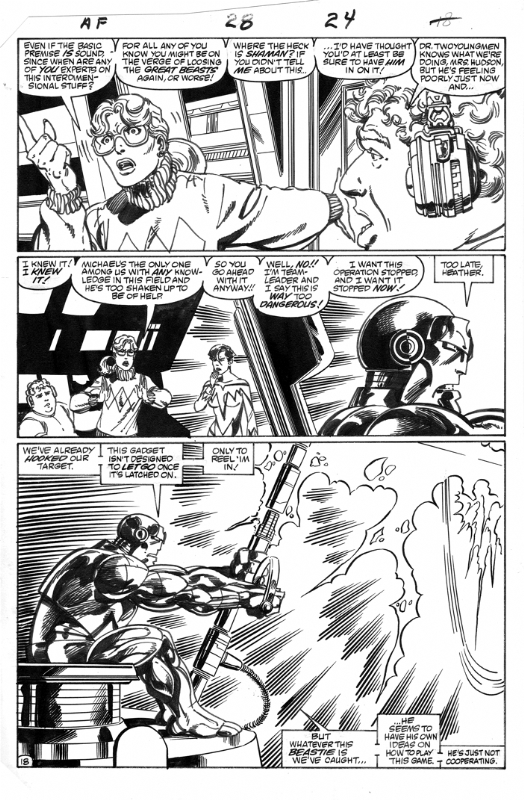 AF
28
24
18
EVEN IF THE BASIC
PREMISE IS SOUND,
SINCE WHEN ARE ANY
OF YOU EXPERTS ON
THIS INTERDIMEN-
SIONAL STUFF?
FOR ALL ANY OF YOU
KNOW YOU MIGHT BE ON
THE VERGE OF LOOSING
THE GREAT BEASTS
AGAIN, OR WORSE!
WHERE THE HECK
IS SHAMAN? IF
YOU DIDN'T TELL
ME ABOUT THIS...
...I'D HAVE THOUGHT
YOU'D AT LEAST BE
SURE TO HAVE HIM
IN ON IT!
DR. TWOYOUNGMEN
KNOWS WHAT WE'RE
DOING, MRS. HUDSON,
BUT HE'S FEELING
POORLY JUST NOW
AND...
I KNEW IT!
I KNEW
IT!
MICHAEL'S THE ONLY ONE
AMONG US WITH ANY KNOW-
LEDGE IN THIS FIELD AND
HE'S TOO SHAKEN UP TO
BE OF HELP.
SO YOU
GO AHEAD
WITH IT
ANYWAY!!
WELL, NO!!
I'M TEAM-
LEADER AND
I SAY THIS IS
WAY TOO
DANGEROUS!
I WANT THIS
OPERATION STOPPED,
AND I WANT IT
STOPPED NOW!
TOO LATE,
HEATHER.
WE'VE ALREADY
HOOKED OUR
TARGET.
THIS GADGET
ISN'T DESIGNED
TO LET GO ONCE
IT'S LATCHED ON.
ONLY TO
REEL 'IM
IN!
BUT
WHATEVER THIS
BEASTIE IS
WE'VE CAUGHT...
...HE
SEEMS TO
HAVE HIS OWN
IDEAS ON
HOW TO PLAY
THIS GAME.
HE'S JUST NOT
COOPERATING.
18